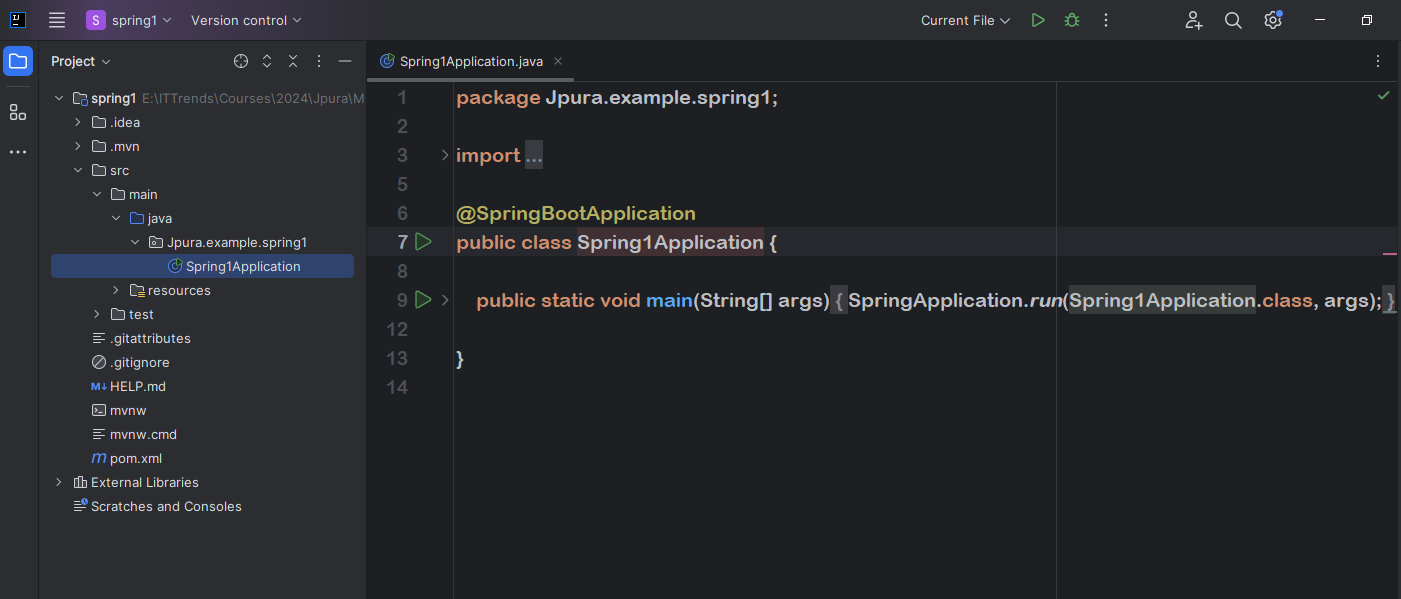 S spring1 Version control Current File
Project
Spring1Application.java
spring1 E:\ITTrends\Courses\2024\Jpura\M
.idea
.mvn
src
main
java
Jpura.example.spring1
Spring1Application
resources
test
.gitattributes
.gitignore
M↓ HELP.md
mvnw
mvnw.cmd
m pom.xml
External Libraries
Scratches and Consoles
1 package Jpura.example.spring1;
2
3 import ...
5
6 @SpringBootApplication
7 public class Spring1Application {
8
9 public static void main(String[] args) { SpringApplication.run(Spring1Application.class, args); }
12
13 }
14